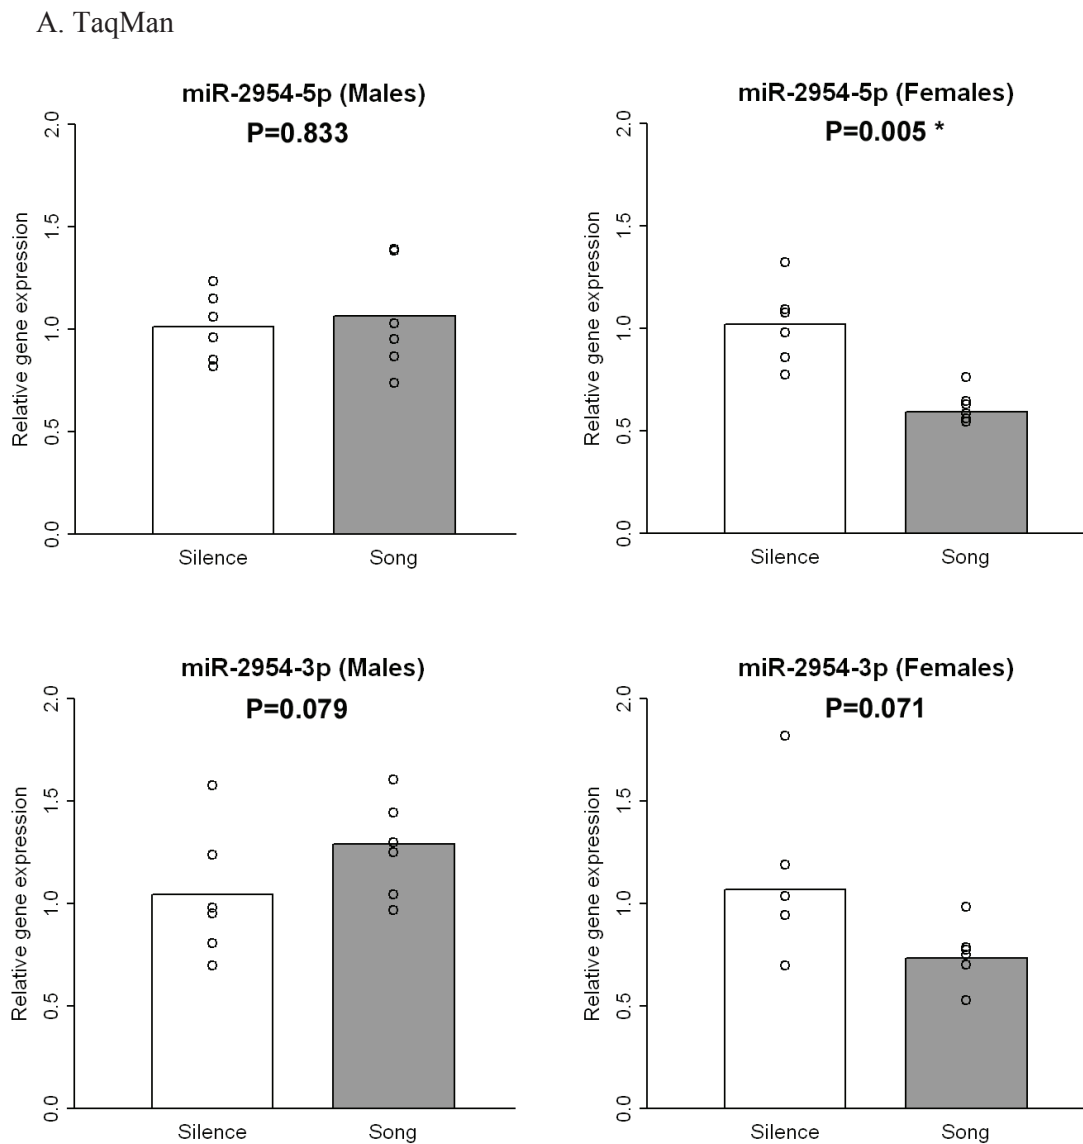 A. TaqMan
miR-2954-5p (Males)
P=0.833
Relative gene expression
2.0
1.5
1.0
0.5
0.0
Silence Song
miR-2954-5p (Females)
P=0.005 *
Relative gene expression
2.0
1.5
1.0
0.5
0.0
Silence Song
miR-2954-3p (Males)
P=0.079
Relative gene expression
2.0
1.5
1.0
0.5
0.0
Silence Song
miR-2954-3p (Females)
P=0.071
Relative gene expression
2.0
1.5
1.0
0.5
0.0
Silence Song